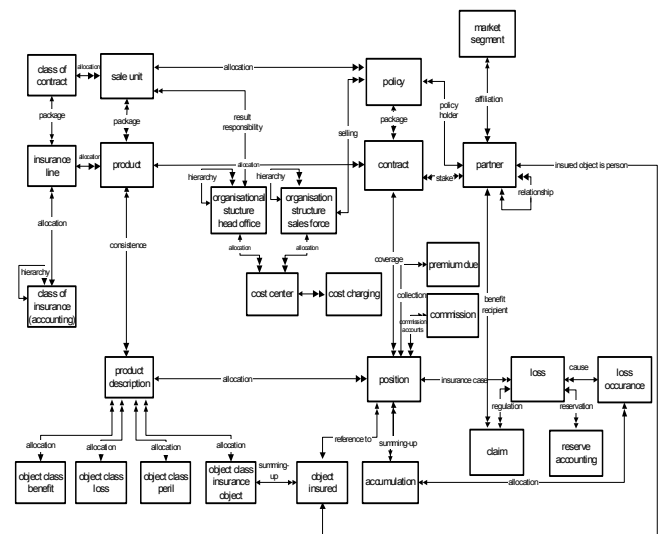 market
segment
class of
contract
allocation
sale unit
allocation
policy
policy
holder
affiliation
package
package
result
responsibility
selling
package
insurance
line
allocation
product
allocation
contract
stake
partner
insured object is person
hierarchy
hierarchy
relationship
organisational
stucture
head office
organisation
structure
sales force
allocation
consistence
allocation
allocation
coverage
premium due
hierarchy
class of
insurance
(accounting)
cost center
cost charging
collection
benefit
recipient
commission
commission
accounts
product
description
allocation
position
insurance case
loss
cause
loss
occurance
regulation
reservation
allocation
allocation
allocation
allocation
reference to
summing-up
claim
reserve
accounting
object class
benefit
object class
loss
object class
peril
object class
insurance
object
summing-
up
object
insured
accumulation
allocation